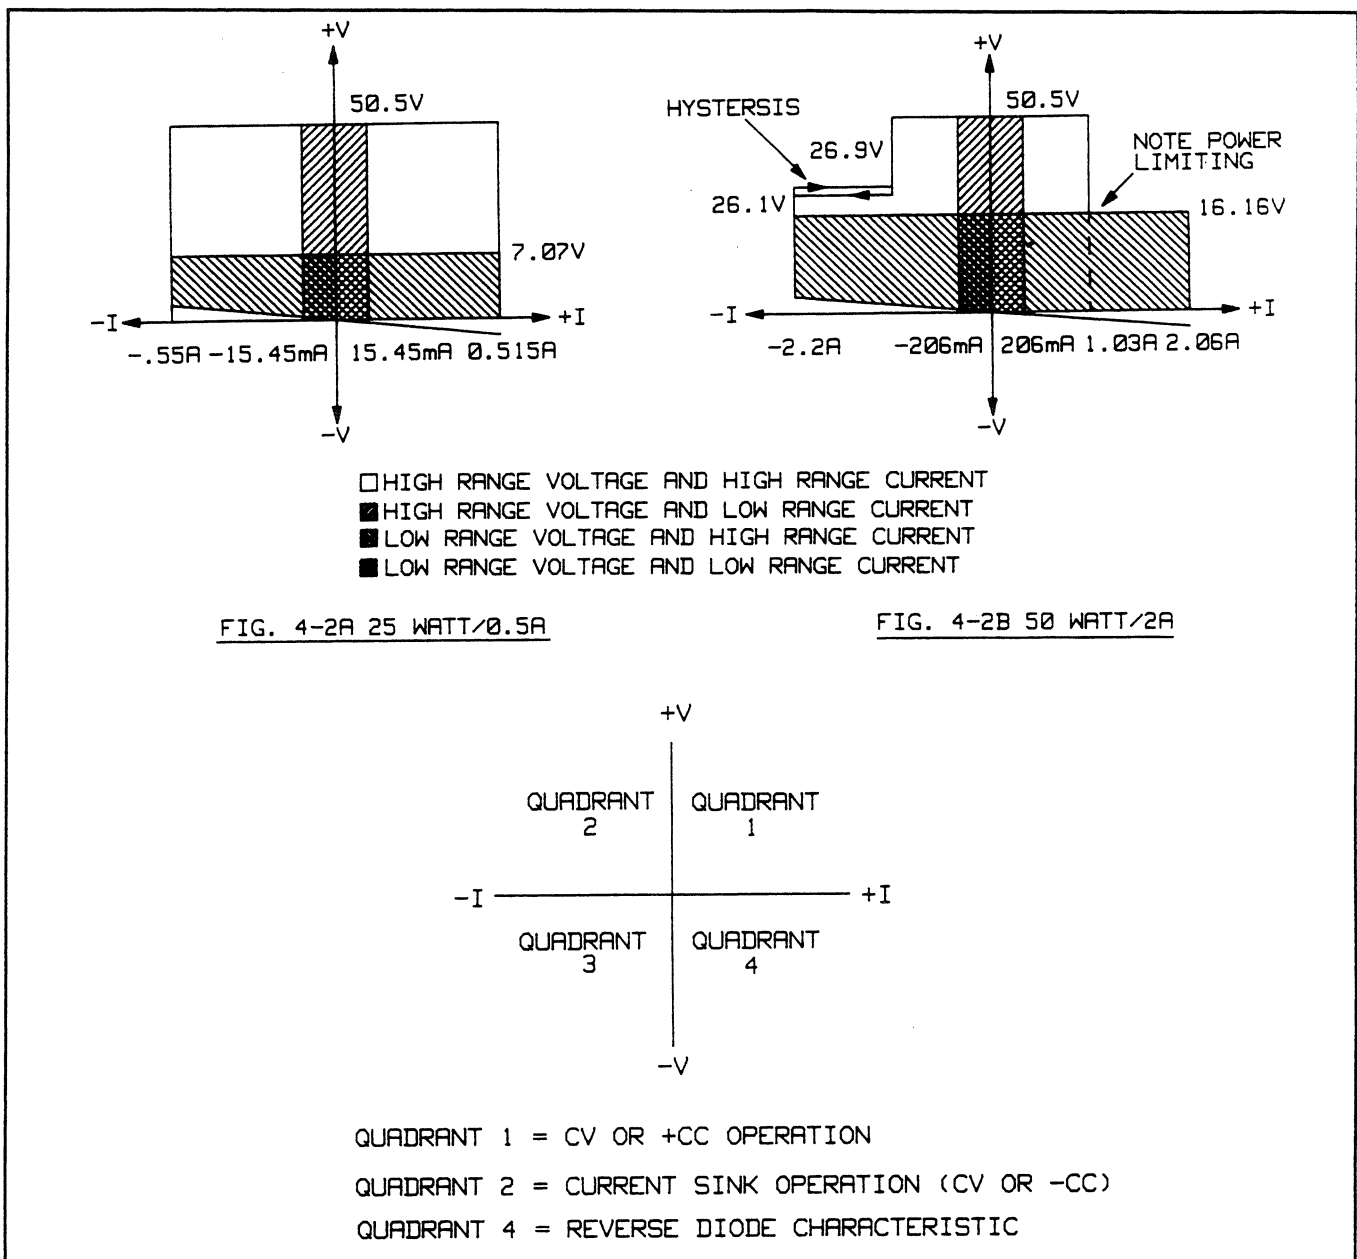 +V
50.5V
7.07V
-I
+I
-.55A -15.45mA 15.45mA 0.515A
-V
+V
HYSTERSIS
50.5V
26.9V
NOTE POWER
LIMITING
26.1V
16.16V
-I
+I
-2.2A -206mA 206mA 1.03A 2.06A
-V
HIGH RANGE VOLTAGE AND HIGH RANGE CURRENT
HIGH RANGE VOLTAGE AND LOW RANGE CURRENT
LOW RANGE VOLTAGE AND HIGH RANGE CURRENT
LOW RANGE VOLTAGE AND LOW RANGE CURRENT
FIG. 4-2A 25 WATT/0.5A
FIG. 4-2B 50 WATT/2A
+V
QUADRANT
2
QUADRANT
1
-I
+I
QUADRANT
3
QUADRANT
4
-V
QUADRANT 1 = CV OR +CC OPERATION
QUADRANT 2 = CURRENT SINK OPERATION (CV OR -CC)
QUADRANT 4 = REVERSE DIODE CHARACTERISTIC